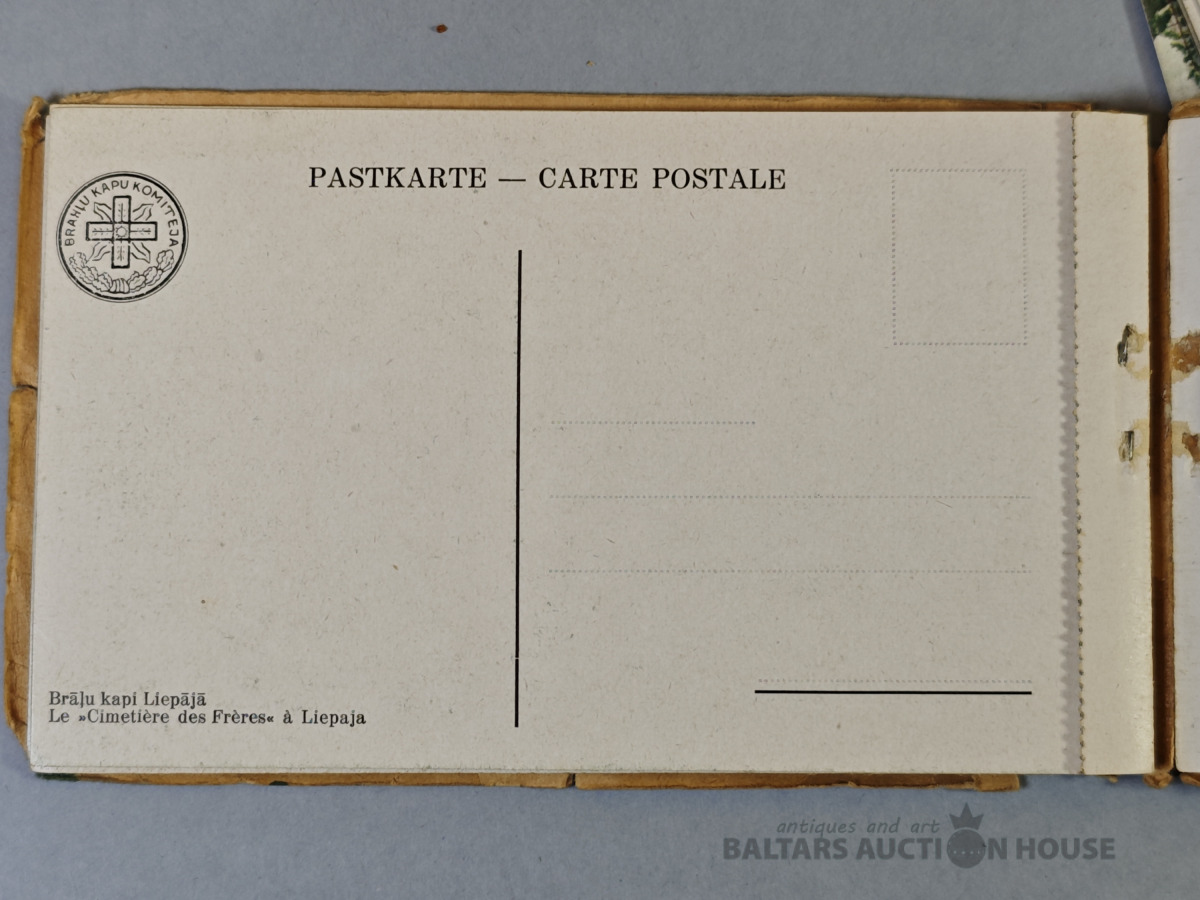 PASTKARTE — CARTE POSTALE
BRAHĻU KAPU KOMITEJA
Brāļu kapi Liepājā
Le »Cimetière des Frères« à Liepaja
antiques and art
BALTARS AUCTION HOUSE